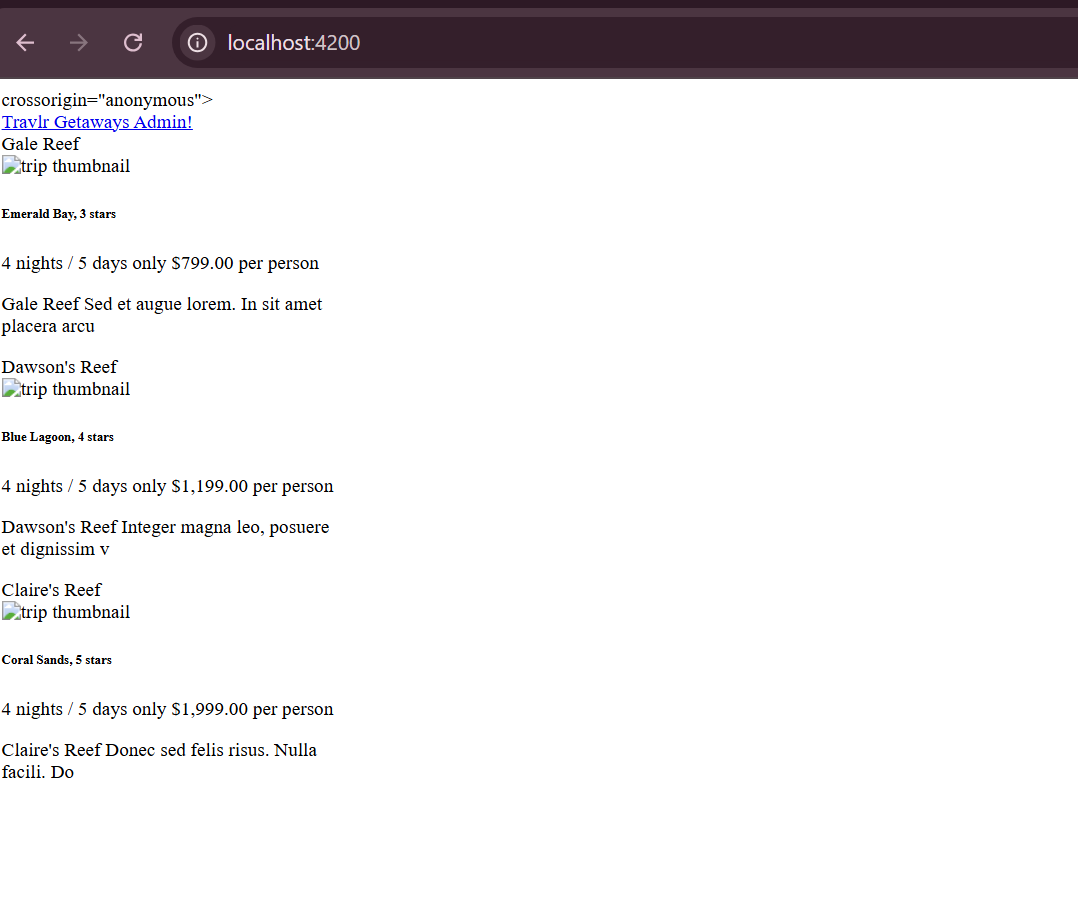 localhost:4200
crossorigin="anonymous">
Travlr Getaways Admin!
Gale Reef
trip thumbnail
Emerald Bay, 3 stars
4 nights / 5 days only $799.00 per person
Gale Reef Sed et augue lorem. In sit amet
placera arcu
Dawson's Reef
trip thumbnail
Blue Lagoon, 4 stars
4 nights / 5 days only $1,199.00 per person
Dawson's Reef Integer magna leo, posuere
et dignissim v
Claire's Reef
trip thumbnail
Coral Sands, 5 stars
4 nights / 5 days only $1,999.00 per person
Claire's Reef Donec sed felis risus. Nulla
facili. Do